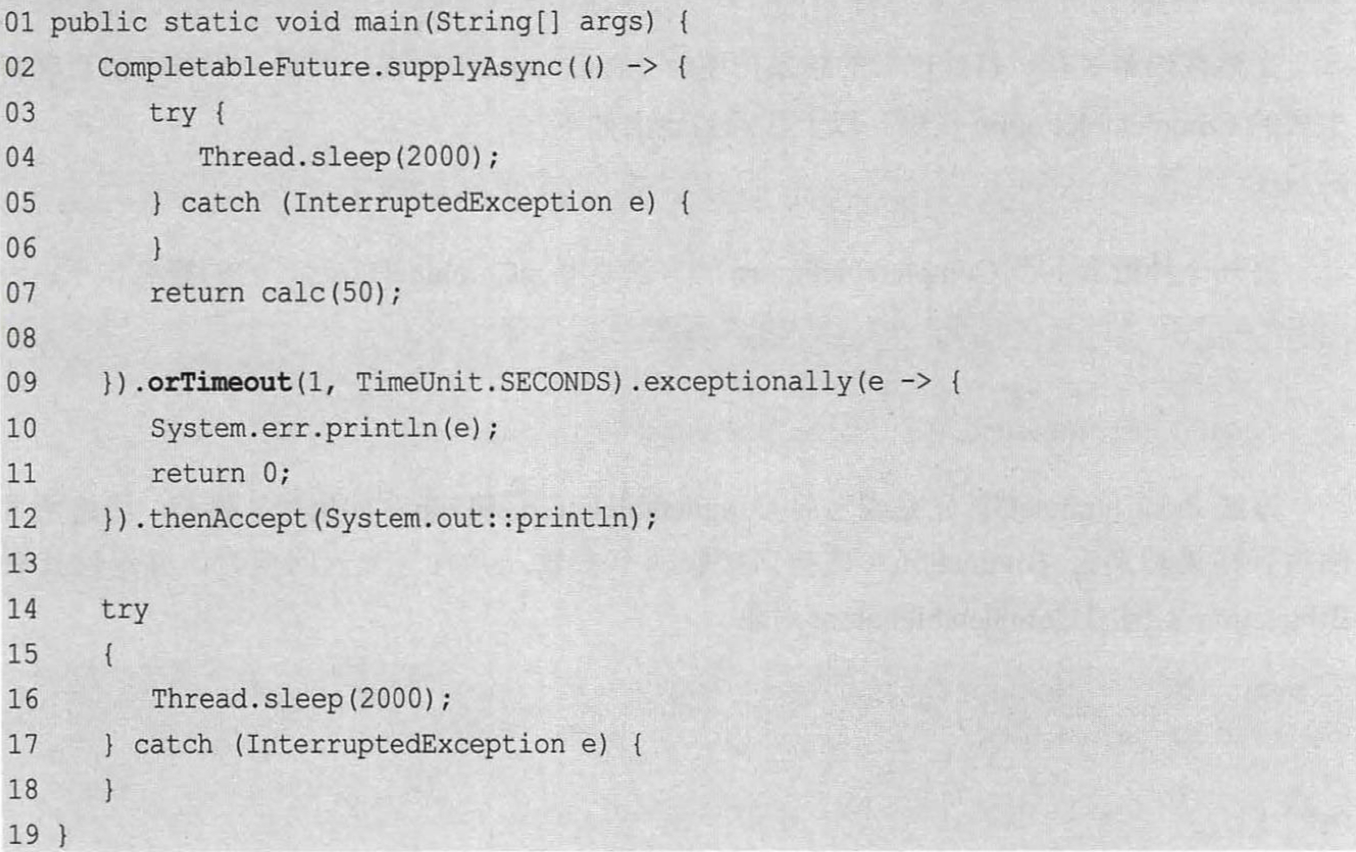 01 public static void main(String[] args) {
02    CompletableFuture.supplyAsync(() -> {
03       try {
04          Thread.sleep(2000);
05       } catch (InterruptedException e) {
06       }
07       return calc(50);
08
09    }).orTimeout(1, TimeUnit.SECONDS).exceptionally(e -> {
10       System.err.println(e);
11       return 0;
12    }).thenAccept(System.out::println);
13
14    try
15    {
16       Thread.sleep(2000);
17    } catch (InterruptedException e) {
18    }
19 }